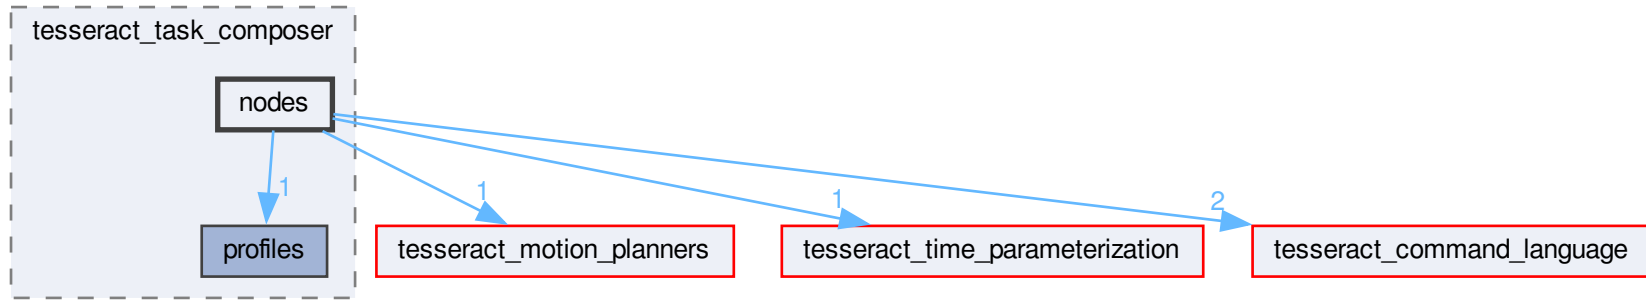 tesseract_task_composer
nodes
1
1
1
2
profiles
tesseract_motion_planners
tesseract_time_parameterization
tesseract_command_language